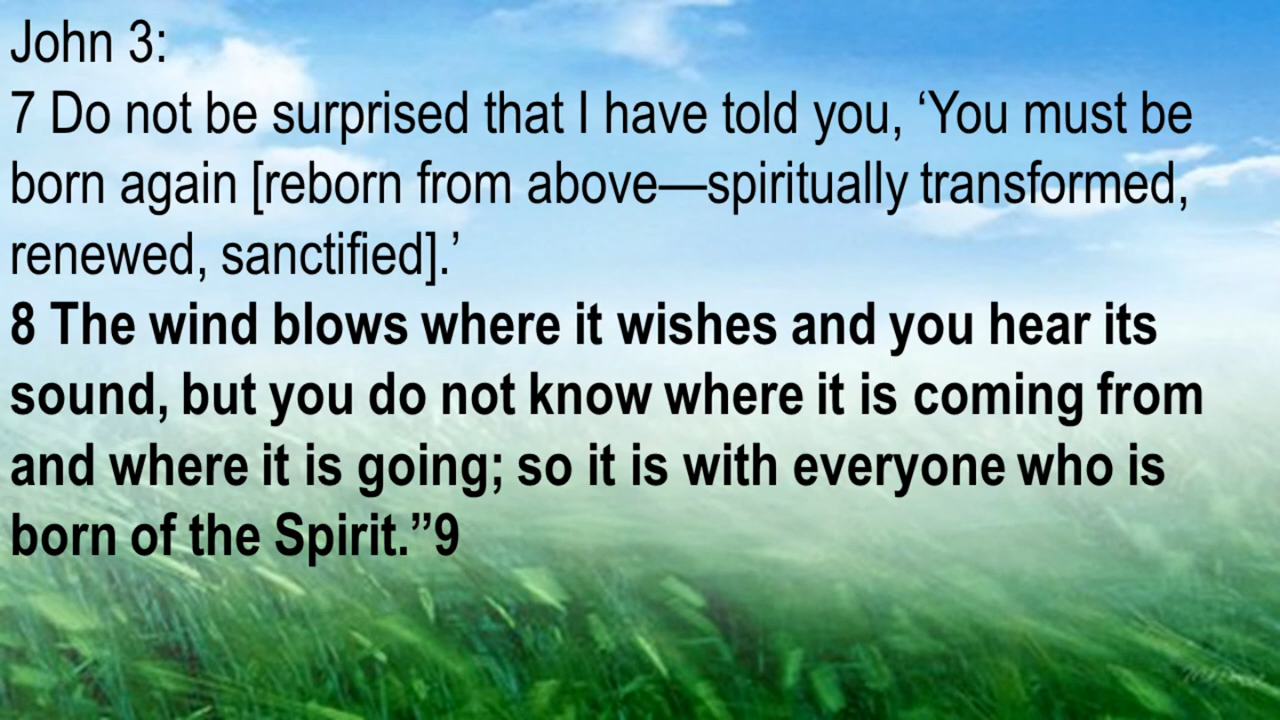 John 3:
7 Do not be surprised that I have told you, ‘You must be
born again [reborn from above—spiritually transformed,
renewed, sanctified].’
8 The wind blows where it wishes and you hear its
sound, but you do not know where it is coming from
and where it is going; so it is with everyone who is
born of the Spirit.”9